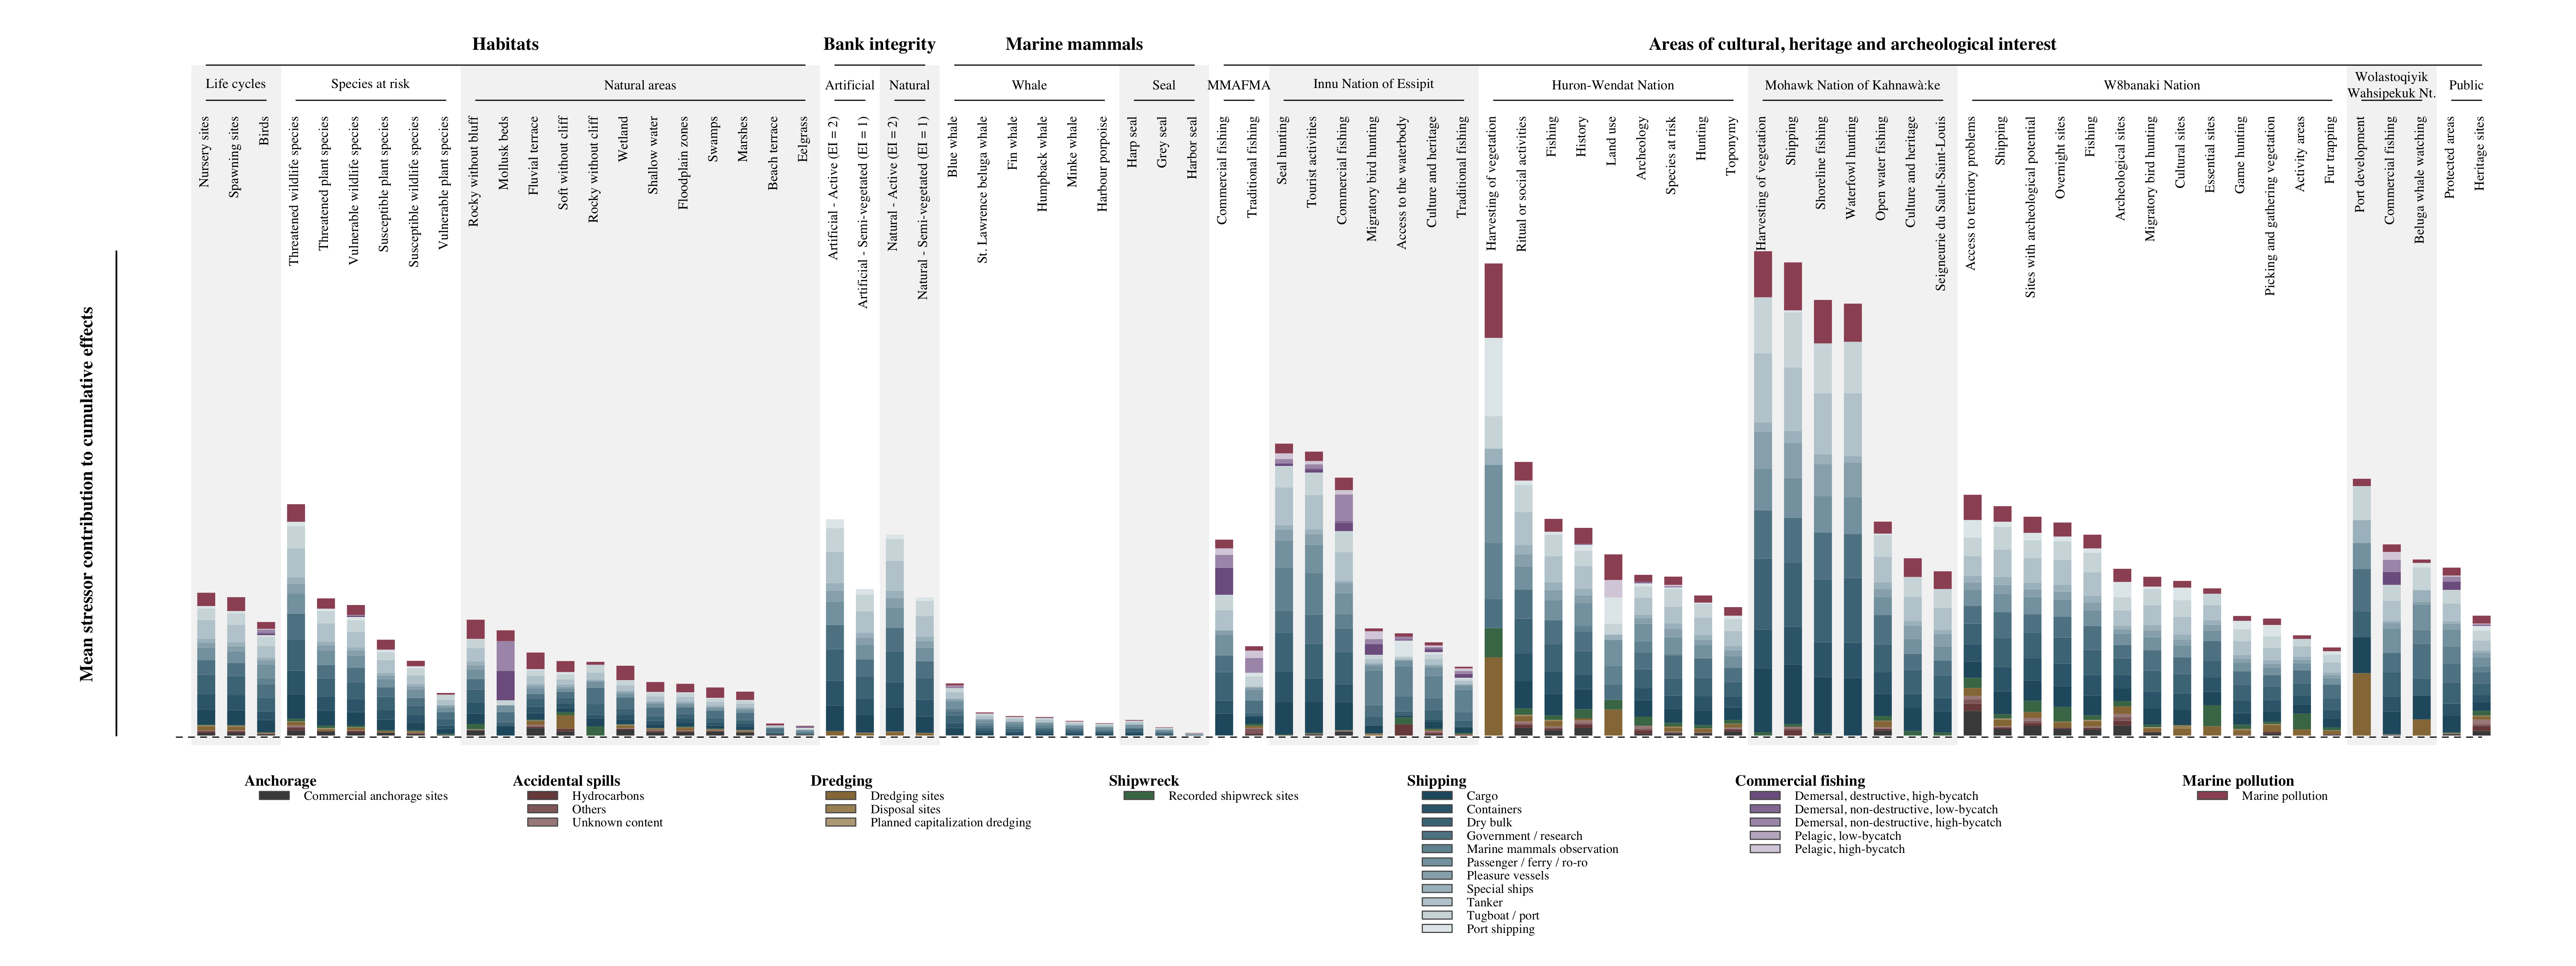 Habitats
Bank integrity
Marine mammals
Areas of cultural, heritage and archeological interest
Life cycles
Species at risk
Natural areas
Artificial
Natural
Whale
Seal
MMAFMA
Innu Nation of Essipit
Huron-Wendat Nation
Mohawk Nation of Kahnawà:ke
W8banaki Nation
Wolastoqiyik
Wahsipekuk Nt.
Public
Nursery sites
Spawning sites
Birds
Threatened wildlife species
Threatened plant species
Vulnerable wildlife species
Susceptible plant species
Susceptible wildlife species
Vulnerable plant species
Rocky without bluff
Mollusk beds
Fluvial terrace
Soft without cliff
Rocky without cliff
Wetland
Shallow water
Floodplain zones
Swamps
Marshes
Beach terrace
Eelgrass
Artificial - Active (EI = 2)
Artificial - Semi-vegetated (EI = 1)
Natural - Active (EI = 2)
Natural - Semi-vegetated (EI = 1)
Blue whale
St. Lawrence beluga whale
Fin whale
Humpback whale
Minke whale
Harbour porpoise
Harp seal
Grey seal
Harbor seal
Commercial fishing
Traditional fishing
Seal hunting
Tourist activities
Commercial fishing
Migratory bird hunting
Access to the waterbody
Culture and heritage
Traditional fishing
Harvesting of vegetation
Ritual or social activities
Fishing
History
Land use
Archeology
Species at risk
Hunting
Toponymy
Harvesting of vegetation
Shipping
Shoreline fishing
Waterfowl hunting
Open water fishing
Culture and heritage
Seigneurie du Sault-Saint-Louis
Access to territory problems
Shipping
Sites with archeological potential
Overnight sites
Fishing
Archeological sites
Migratory bird hunting
Cultural sites
Essential sites
Game hunting
Picking and gathering vegetation
Activity areas
Fur trapping
Port development
Commercial fishing
Beluga whale watching
Protected areas
Heritage sites
Mean stressor contribution to cumulative effects
Anchorage
Commercial anchorage sites
Accidental spills
Hydrocarbons
Others
Unknown content
Dredging
Dredging sites
Disposal sites
Planned capitalization dredging
Shipwreck
Recorded shipwreck sites
Shipping
Cargo
Containers
Dry bulk
Government / research
Marine mammals observation
Passenger / ferry / ro-ro
Pleasure vessels
Special ships
Tanker
Tugboat / port
Port shipping
Commercial fishing
Demersal, destructive, high-bycatch
Demersal, non-destructive, low-bycatch
Demersal, non-destructive, high-bycatch
Pelagic, low-bycatch
Pelagic, high-bycatch
Marine pollution
Marine pollution